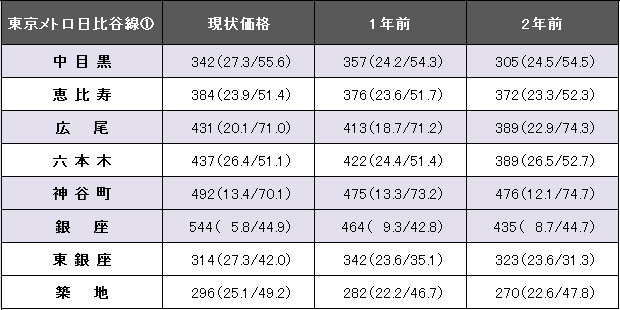 東京メトロ日比谷線① 現状価格 1年前 2年前
中目黒 342(27.3/55.6) 357(24.2/54.3) 305(24.5/54.5)
恵比寿 384(23.9/51.4) 376(23.6/51.7) 372(23.3/52.3)
広尾 431(20.1/71.0) 413(18.7/71.2) 389(22.9/74.3)
六本木 437(26.4/51.1) 422(24.4/51.4) 389(26.5/52.7)
神谷町 492(13.4/70.1) 475(13.3/73.2) 476(12.1/74.7)
銀座 544( 5.8/44.9) 464( 9.3/42.8) 435( 8.7/44.7)
東銀座 314(27.3/42.0) 342(23.6/35.1) 323(23.6/31.3)
築地 296(25.1/49.2) 282(22.2/46.7) 270(22.6/47.8)